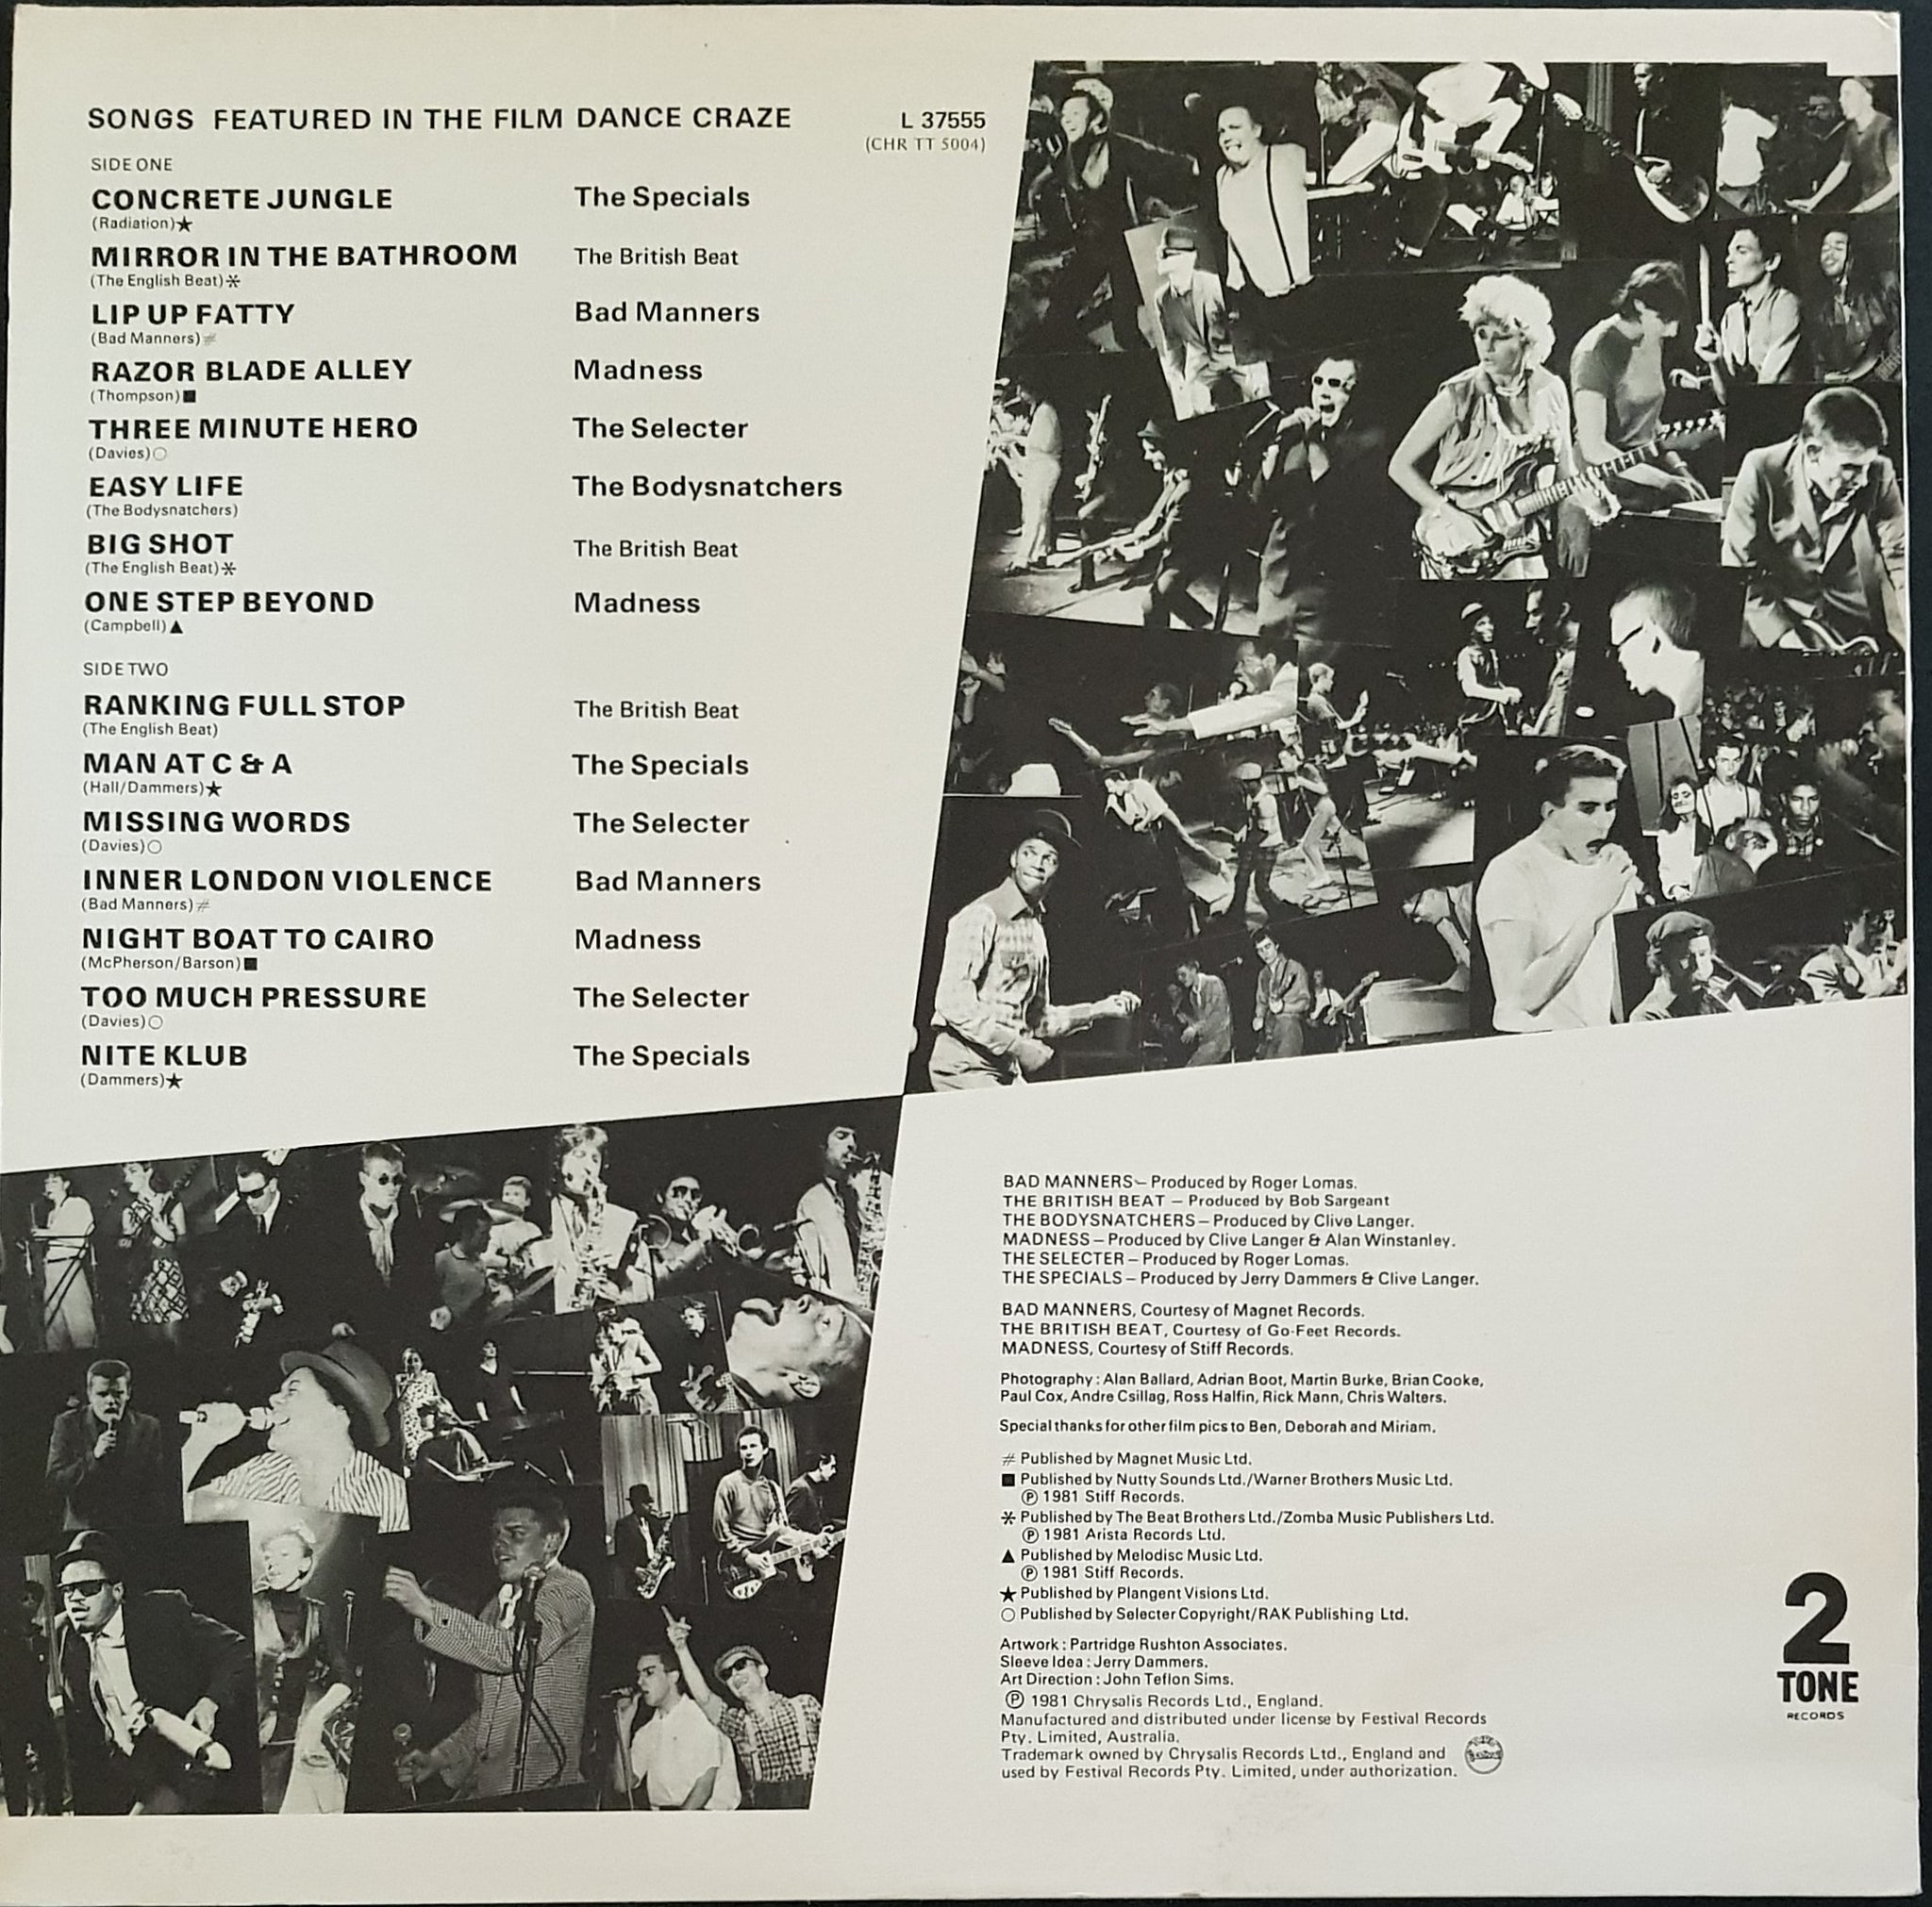 SONGS FEATURED IN THE FILM DANCE CRAZE
L 37555
(CHR TT 5004)
SIDE ONE
CONCRETE JUNGLE The Specials
(Radiation)★
MIRROR IN THE BATHROOM The British Beat
(The English Beat)✳
LIP UP FATTY Bad Manners
(Bad Manners)#
RAZOR BLADE ALLEY Madness
(Thompson)■
THREE MINUTE HERO The Selecter
(Davies)○
EASY LIFE The Bodysnatchers
(The Bodysnatchers)
BIG SHOT The British Beat
(The English Beat)✳
ONE STEP BEYOND Madness
(Campbell)▲
SIDE TWO
RANKING FULL STOP The British Beat
(The English Beat)
MAN AT C & A The Specials
(Hall/Dammers)★
MISSING WORDS The Selecter
(Davies)○
INNER LONDON VIOLENCE Bad Manners
(Bad Manners)#
NIGHT BOAT TO CAIRO Madness
(McPherson/Barson)■
TOO MUCH PRESSURE The Selecter
(Davies)○
NITE KLUB The Specials
(Dammers)★
BAD MANNERS – Produced by Roger Lomas.
THE BRITISH BEAT – Produced by Bob Sargeant
THE BODYSNATCHERS – Produced by Clive Langer.
MADNESS – Produced by Clive Langer & Alan Winstanley.
THE SELECTER – Produced by Roger Lomas.
THE SPECIALS – Produced by Jerry Dammers & Clive Langer.
BAD MANNERS, Courtesy of Magnet Records.
THE BRITISH BEAT, Courtesy of Go-Feet Records.
MADNESS, Courtesy of Stiff Records.
Photography : Alan Ballard, Adrian Boot, Martin Burke, Brian Cooke,
Paul Cox, Andre Csillag, Ross Halfin, Rick Mann, Chris Walters.
Special thanks for other film pics to Ben, Deborah and Miriam.
# Published by Magnet Music Ltd.
■ Published by Nutty Sounds Ltd./Warner Brothers Music Ltd.
Ⓟ 1981 Stiff Records.
✳ Published by The Beat Brothers Ltd./Zomba Music Publishers Ltd.
Ⓟ 1981 Arista Records Ltd.
▲ Published by Melodisc Music Ltd.
Ⓟ 1981 Stiff Records.
★ Published by Plangent Visions Ltd.
○ Published by Selecter Copyright/RAK Publishing Ltd.
Artwork : Partridge Rushton Associates.
Sleeve Idea : Jerry Dammers.
Art Direction : John Teflon Sims.
Ⓟ 1981 Chrysalis Records Ltd., England.
Manufactured and distributed under license by Festival Records
Pty. Limited, Australia.
Trademark owned by Chrysalis Records Ltd., England and
used by Festival Records Pty. Limited, under authorization.
2
TONE
RECORDS